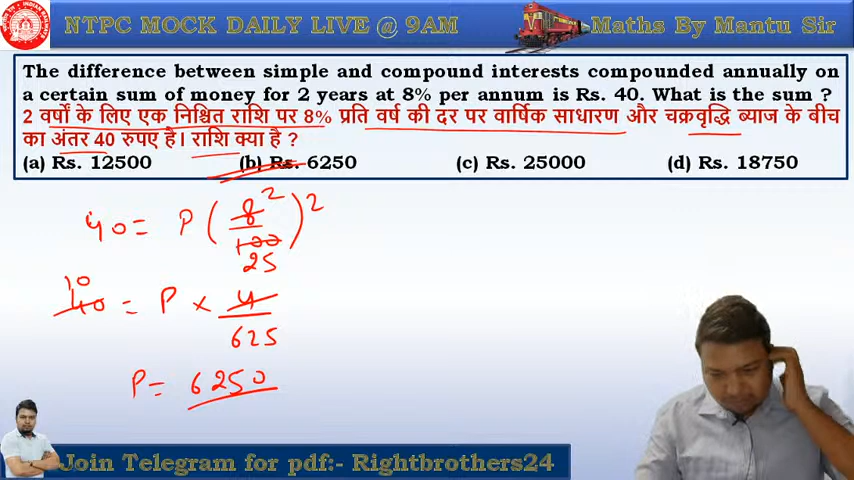 NTPC MOCK DAILY LIVE @ 9AM Maths By Mantu Sir
The difference between simple and compound interests compounded annually on
a certain sum of money for 2 years at 8% per annum is Rs. 40. What is the sum ?
2 वर्षों के लिए एक निश्चित राशि पर 8% प्रति वर्ष की दर पर वार्षिक साधारण और चक्रवृद्धि ब्याज के बीच
का अंतर 40 रुपए है। राशि क्या है ?
(a) Rs. 12500 (b) Rs. 6250 (c) Rs. 25000 (d) Rs. 18750
40 = P (8/100)2
2
25
10
40 = P × 4/625
P = 6250
Join Telegram for pdf:- Rightbrothers24